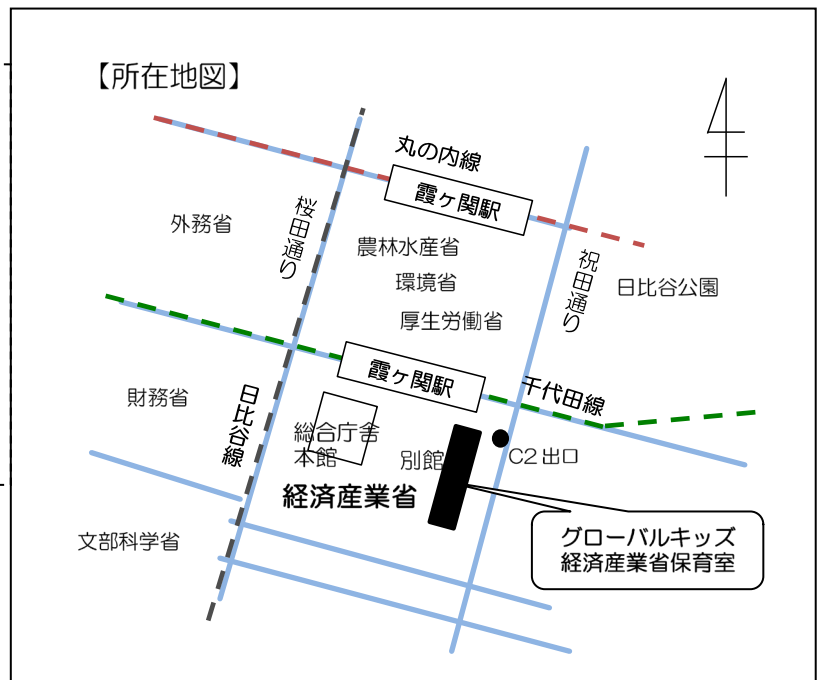 【所在地図】
丸の内線
霞ヶ関駅
桜田通り
外務省
農林水産省
環境省
厚生労働省
祝田通り
日比谷公園
霞ヶ関駅
千代田線
財務省
日比谷線
総合庁舎
本館
別館
C2出口
経済産業省
グローバルキッズ
経済産業省保育室
文部科学省